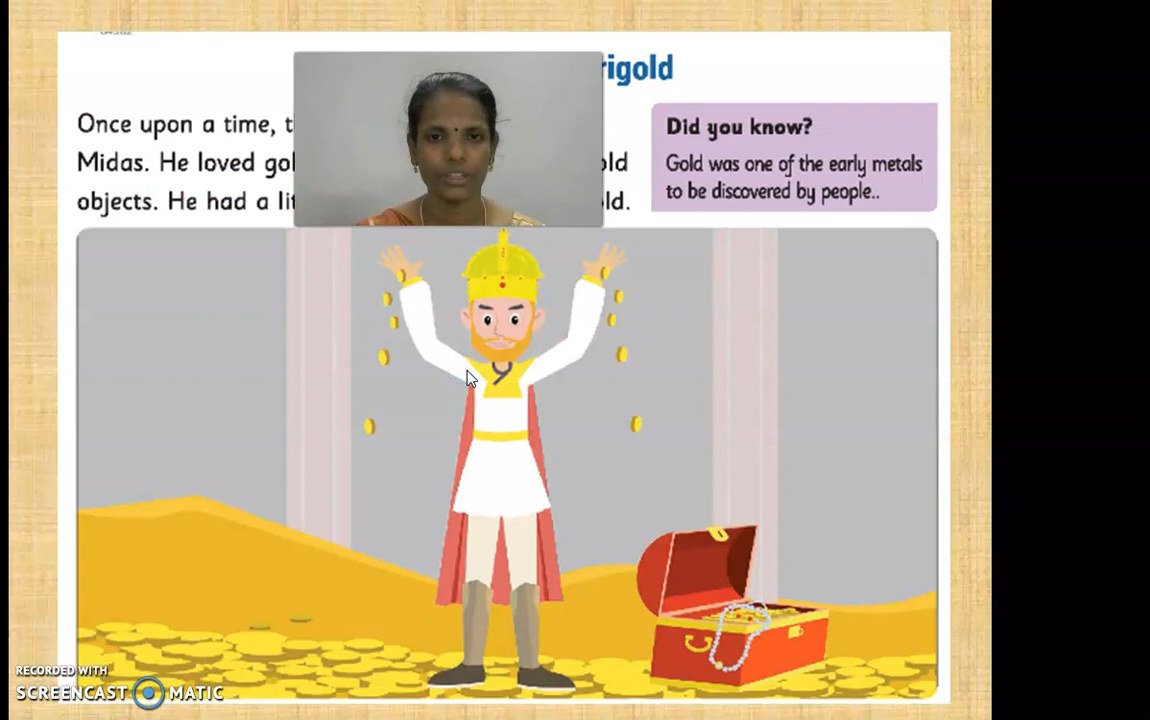 rigold
Once upon a time, t
Midas. He loved gol
old
objects. He had a lit
ld.
Did you know?
Gold was one of the early metals
to be discovered by people..
RECORDED WITH
SCREENCAST MATIC